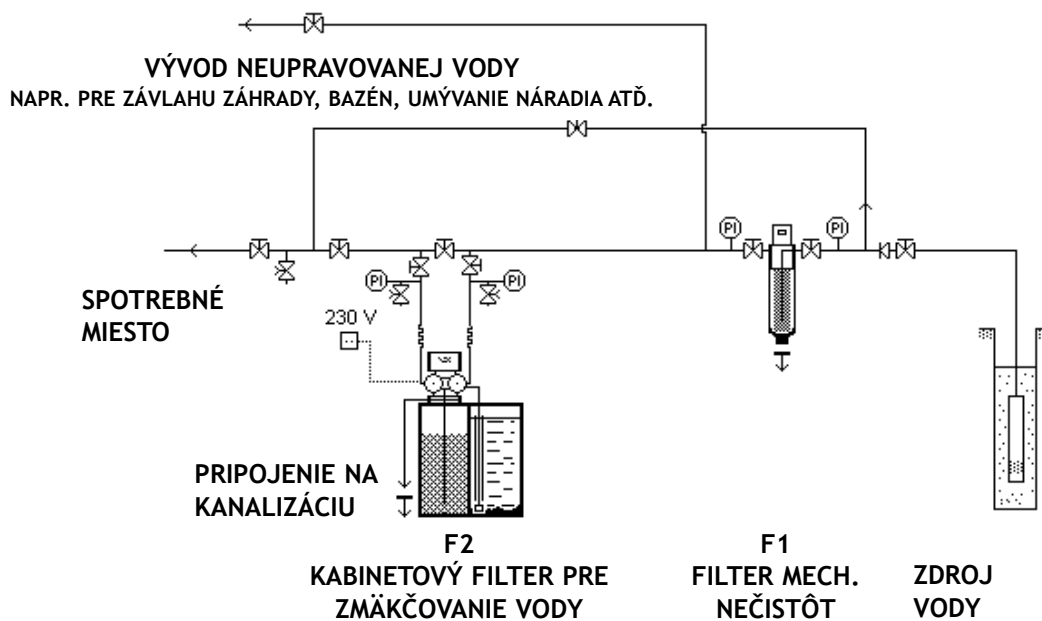 VÝVOD NEUPRAVOVANEJ VODY
NAPR. PRE ZÁVLAHU ZÁHRADY, BAZÉN, UMÝVANIE NÁRADIA ATĎ.
PI
PI
SPOTREBNÉ
MIESTO
PI
PI
230 V
PRIPOJENIE NA
KANALIZÁCIU
F2
KABINETOVÝ FILTER PRE
ZMÄKČOVANIE VODY
F1
FILTER MECH.
NEČISTÔT
ZDROJ
VODY